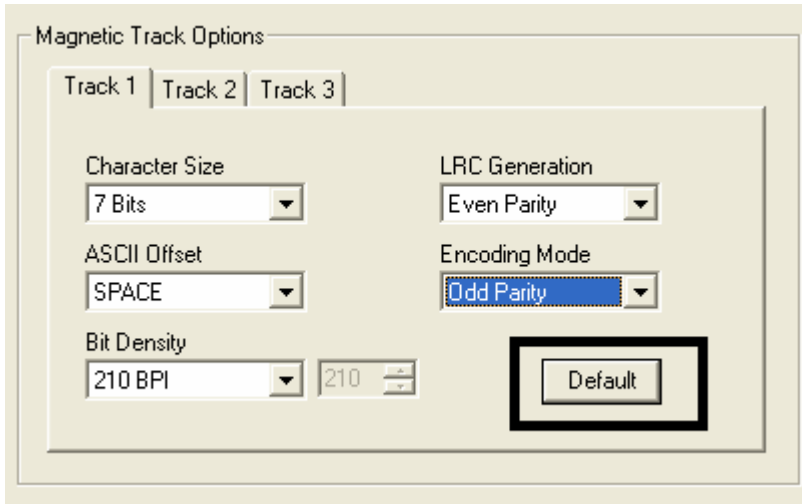 Magnetic Track Options
Track 1 Track 2 Track 3
Character Size LRC Generation
7 Bits Even Parity
ASCII Offset Encoding Mode
SPACE Odd Parity
Bit Density
210 BPI 210 Default